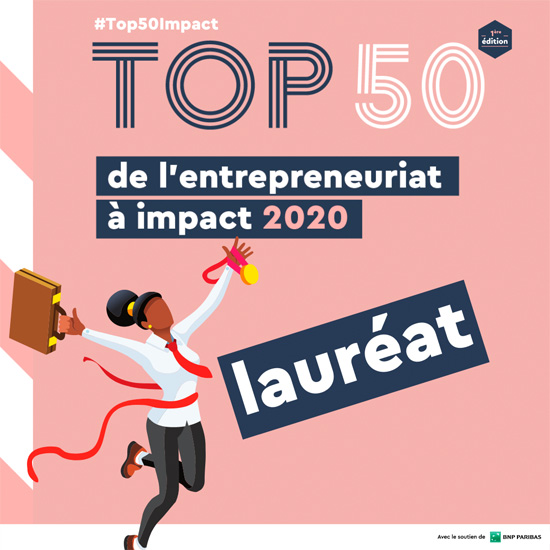 #Top50Impact
TOP 50
1ère
édition
de l'entrepreneuriat
à impact 2020
lauréat
Avec le soutien de BNP PARIBAS